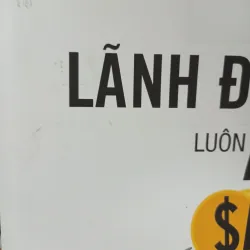 LÃNH Đ
LUÔN
$